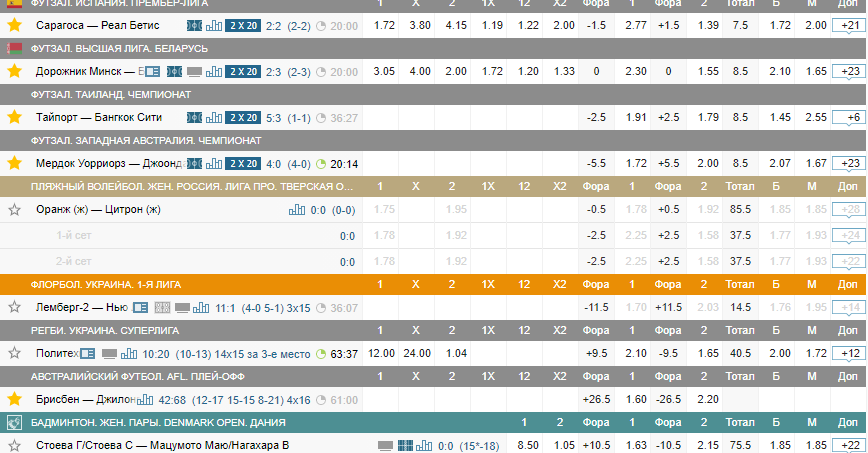 ФУТЗАЛ. ИСПАНИЯ. ПРЕМЬЕР-ЛИГА 1 X 2 1X 12 X2 Фора 1 Фора 2 Тотал Б М Доп
Сарагоса — Реал Бетис 2 X 20 2:2 (2-2) 20:00 1.72 3.80 4.15 1.19 1.22 2.00 -1.5 2.77 +1.5 1.39 7.5 1.72 2.00 +21
ФУТЗАЛ. ВЫСШАЯ ЛИГА. БЕЛАРУСЬ
Дорожник Минск — 2 X 20 2:3 (2-3) 20:00 3.05 4.00 2.00 1.72 1.20 1.33 0 2.30 0 1.55 8.5 2.10 1.65 +23
ФУТЗАЛ. ТАИЛАНД. ЧЕМПИОНАТ
Тайпорт — Бангкок Сити 2 X 20 5:3 (1-1) 36:27 -2.5 1.91 +2.5 1.79 8.5 1.45 2.55 +6
ФУТЗАЛ. ЗАПАДНАЯ АВСТРАЛИЯ. ЧЕМПИОНАТ
Мердок Уорриорз — Джоонд 2 X 20 4:0 (4-0) 20:14 -5.5 1.72 +5.5 2.00 8.5 2.07 1.67 +23
ПЛЯЖНЫЙ ВОЛЕЙБОЛ. ЖЕН. РОССИЯ. ЛИГА ПРО. ТВЕРСКАЯ О... 1 X 2 1X 12 X2 Фора 1 Фора 2 Тотал Б М Доп
Оранж (ж) — Цитрон (ж) 0:0 (0-0) 1.75 1.95 -0.5 1.78 +0.5 1.92 85.5 1.85 1.85 +28
1-й сет 0:0 1.78 1.92 -2.5 2.25 +2.5 1.58 37.5 1.77 1.93 +24
2-й сет 0:0 1.78 1.92 -2.5 2.25 +2.5 1.58 37.5 1.77 1.93 +22
ФЛОРБОЛ. УКРАИНА. 1-Я ЛИГА 1 X 2 1X 12 X2 Фора 1 Фора 2 Тотал Б М Доп
Лемберг-2 — Нью 11:1 (4-0 5-1) 3x15 36:07 -11.5 1.70 +11.5 2.03 14.5 1.76 1.95 +14
РЕГБИ. УКРАИНА. СУПЕРЛИГА 1 X 2 1X 12 X2 Фора 1 Фора 2 Тотал Б М Доп
Политех 10:20 (10-13) 14x15 за 3-е место 63:37 12.00 24.00 1.04 +9.5 2.10 -9.5 1.65 40.5 2.00 1.72 +12
АВСТРАЛИЙСКИЙ ФУТБОЛ. AFL. ПЛЕЙ-ОФФ 1 X 2 1X 12 X2 Фора 1 Фора 2 Тотал Б М Доп
Брисбен — Джилон 42:68 (12-17 15-15 8-21) 4x16 61:00 +26.5 1.60 -26.5 2.20
БАДМИНТОН. ЖЕН. ПАРЫ. DENMARK OPEN. ДАНИЯ 1 2 Фора 1 Фора 2 Тотал Б М Доп
Стоева Г/Стоева С — Мацумото Маю/Нагахара В 0:0 (15*-18) 8.50 1.05 +10.5 1.63 -10.5 2.15 75.5 1.85 1.85 +22